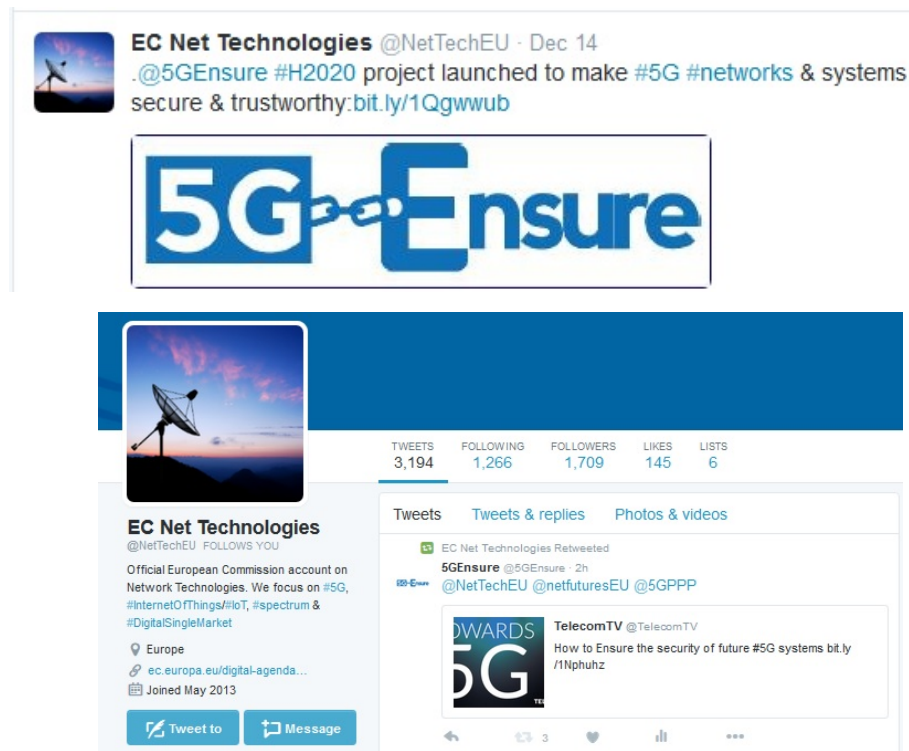 EC Net Technologies @NetTechEU · Dec 14
.@5GEnsure #H2020 project launched to make #5G #networks & systems
secure & trustworthy:bit.ly/1Qgwwub
5G Ensure
TWEETS FOLLOWING FOLLOWERS LIKES LISTS
3,194 1,266 1,709 145 6
Tweets Tweets & replies Photos & videos
EC Net Technologies
@NetTechEU FOLLOWS YOU
Official European Commission account on
Network Technologies. We focus on #5G,
#InternetOfThings/#IoT, #spectrum &
#DigitalSingleMarket
Europe
ec.europa.eu/digital-agenda...
Joined May 2013
Tweet to Message
EC Net Technologies Retweeted
5GEnsure @5GEnsure · 2h
5G-Ensure
@NetTechEU @netfuturesEU @5GPPP
OWARDS
5G
TelecomTV @TelecomTV
How to Ensure the security of future #5G systems bit.ly
/1Nphuhz
3